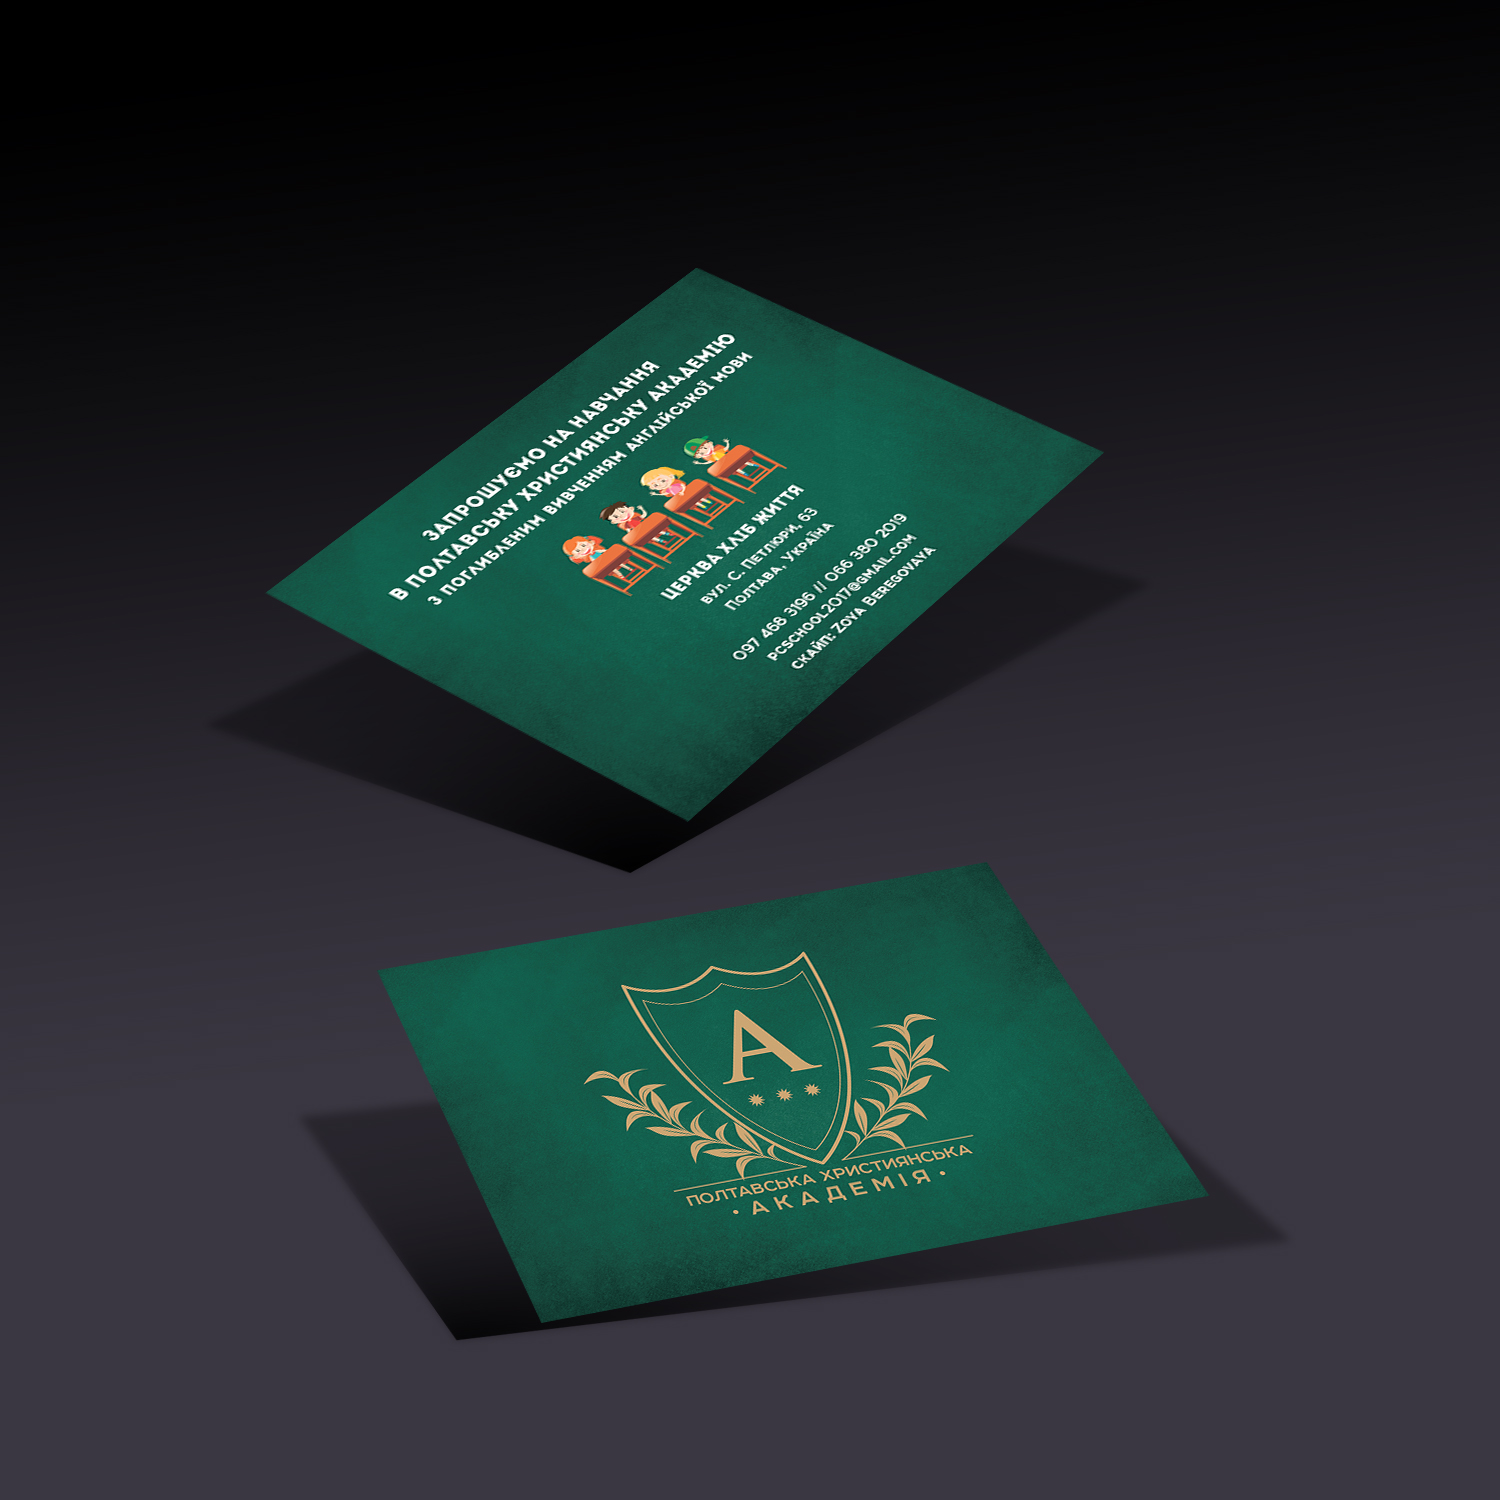 ЗАПРОШУЄМО НА НАВЧАННЯ
В ПОЛТАВСЬКУ ХРИСТИЯНСЬКУ АКАДЕМІЮ
З ПОГЛИБЛЕНИМ ВИВЧЕННЯМ АНГЛІЙСЬКОЇ МОВИ
ЦЕРКВА ХЛІБ ЖИТТЯ
ВУЛ. С. ПЕТЛЮРИ, 63
ПОЛТАВА, УКРАЇНА
097 468 3196 // 066 380 2019
PCSCHOOL2017@GMAIL.COM
СКАЙП: ZOYA BEREGOVAYA
А
ПОЛТАВСЬКА ХРИСТИЯНСЬКА
• АКАДЕМІЯ •